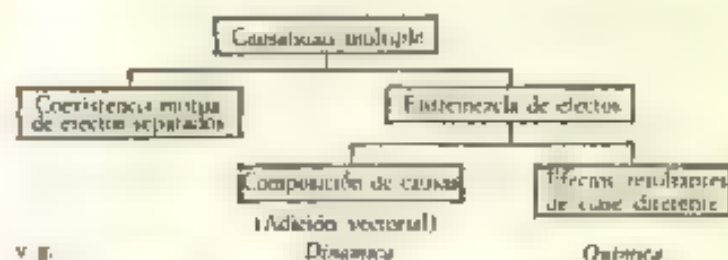 Causalidad múltiple
Coexistencia mutua
de efectos separados
Entremezcla de efectos
Composición de causas
Efectos resultantes
de clase diferente
(Adición vectorial)
v. g.
Dinámica
Química